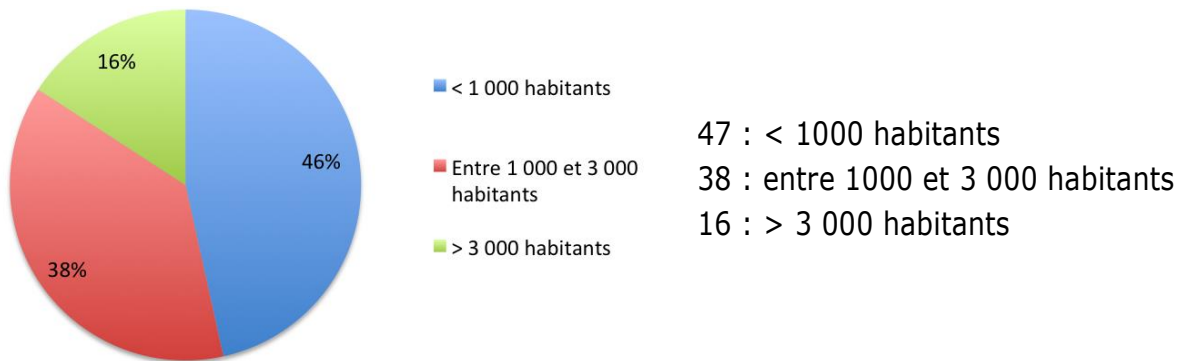 16%
46%
38%
< 1 000 habitants
Entre 1 000 et 3 000
habitants
> 3 000 habitants
47 : < 1000 habitants
38 : entre 1000 et 3 000 habitants
16 : > 3 000 habitants